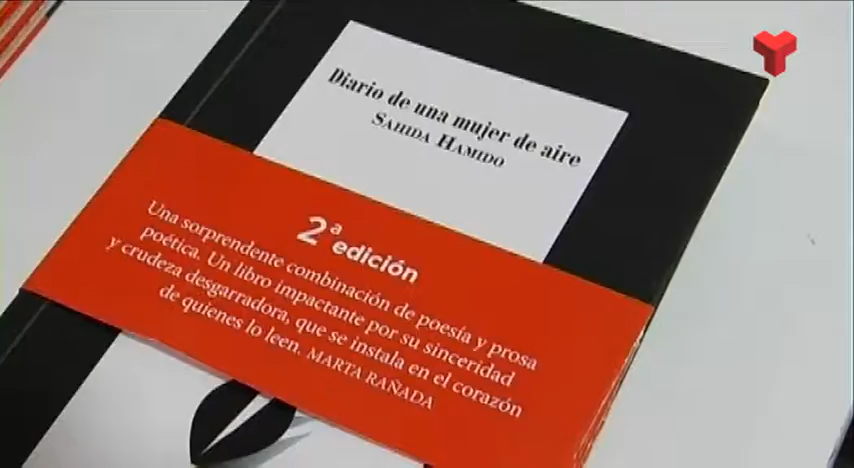 Diario de una mujer de aire
SAHIDA HAMIDO
2ª
edición
Una sorprendente combinación de poesía y prosa
poética. Un libro impactante por su sinceridad
y crudeza desgarradora, que se instala en el corazón
de quienes lo leen. MARTA RAÑADA